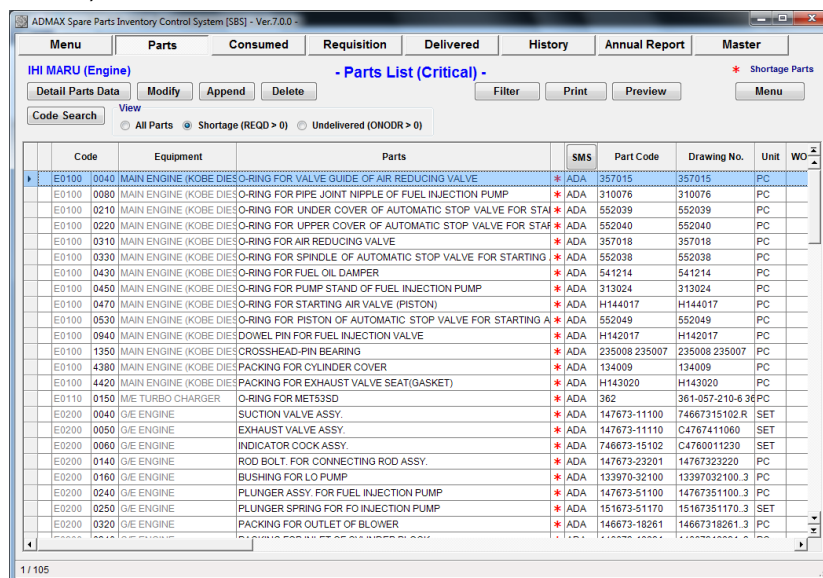 ADMAX Spare Parts Inventory Control System [SBS] - Ver.7.0.0 -
Menu Parts Consumed Requisition Delivered History Annual Report Master
IHI MARU (Engine) - Parts List (Critical) - * Shortage Parts
Detail Parts Data Modify Append Delete Filter Print Preview Menu
Code Search View
All Parts Shortage (REQD > 0) Undelivered (ONODR > 0)
Code Equipment Parts SMS Part Code Drawing No. Unit WO
E0100 0040 MAIN ENGINE (KOBE DIES O-RING FOR VALVE GUIDE OF AIR REDUCING VALVE * ADA 357015 357015 PC
E0100 0080 MAIN ENGINE (KOBE DIES O-RING FOR PIPE JOINT NIPPLE OF FUEL INJECTION PUMP * ADA 310076 310076 PC
E0100 0210 MAIN ENGINE (KOBE DIES O-RING FOR UNDER COVER OF AUTOMATIC STOP VALVE FOR STAI * ADA 552039 552039 PC
E0100 0220 MAIN ENGINE (KOBE DIES O-RING FOR UPPER COVER OF AUTOMATIC STOP VALVE FOR STAF * ADA 552040 552040 PC
E0100 0310 MAIN ENGINE (KOBE DIES O-RING FOR AIR REDUCING VALVE * ADA 357018 357018 PC
E0100 0330 MAIN ENGINE (KOBE DIES O-RING FOR SPINDLE OF AUTOMATIC STOP VALVE FOR STARTING * ADA 552038 552038 PC
E0100 0430 MAIN ENGINE (KOBE DIES O-RING FOR FUEL OIL DAMPER * ADA 541214 541214 PC
E0100 0450 MAIN ENGINE (KOBE DIES O-RING FOR PUMP STAND OF FUEL INJECTION PUMP * ADA 313024 313024 PC
E0100 0470 MAIN ENGINE (KOBE DIES O-RING FOR STARTING AIR VALVE (PISTON) * ADA H144017 H144017 PC
E0100 0530 MAIN ENGINE (KOBE DIES O-RING FOR PISTON OF AUTOMATIC STOP VALVE FOR STARTING A * ADA 552049 552049 PC
E0100 0940 MAIN ENGINE (KOBE DIES DOWEL PIN FOR FUEL INJECTION VALVE * ADA H142017 H142017 PC
E0100 1350 MAIN ENGINE (KOBE DIES CROSSHEAD-PIN BEARING * ADA 235008 235007 235008 235007 PC
E0100 4380 MAIN ENGINE (KOBE DIES PACKING FOR CYLINDER COVER * ADA 134009 134009 PC
E0100 4420 MAIN ENGINE (KOBE DIES PACKING FOR EXHAUST VALVE SEAT(GASKET) * ADA H143020 H143020 PC
E0110 0150 M/E TURBO CHARGER O-RING FOR MET53SD * ADA 362 361-057-210-6 36 PC
E0200 0040 G/E ENGINE SUCTION VALVE ASSY. * ADA 147673-11100 74667315102.R SET
E0200 0050 G/E ENGINE EXHAUST VALVE ASSY. * ADA 147673-11110 C4767411060 SET
E0200 0060 G/E ENGINE INDICATOR COCK ASSY. * ADA 746673-15102 C4760011230 SET
E0200 0140 G/E ENGINE ROD BOLT. FOR CONNECTING ROD ASSY. * ADA 147673-23201 14767323220 PC
E0200 0160 G/E ENGINE BUSHING FOR LO PUMP * ADA 133970-32100 13397032100..3 PC
E0200 0240 G/E ENGINE PLUNGER ASSY. FOR FUEL INJECTION PUMP * ADA 147673-51100 14767351100..3 PC
E0200 0250 G/E ENGINE PLUNGER SPRING FOR FO INJECTION PUMP * ADA 151673-51170 15167351170..3 SET
E0200 0320 G/E ENGINE PACKING FOR OUTLET OF BLOWER * ADA 146673-18261 14667318261..3 PC
1 / 105